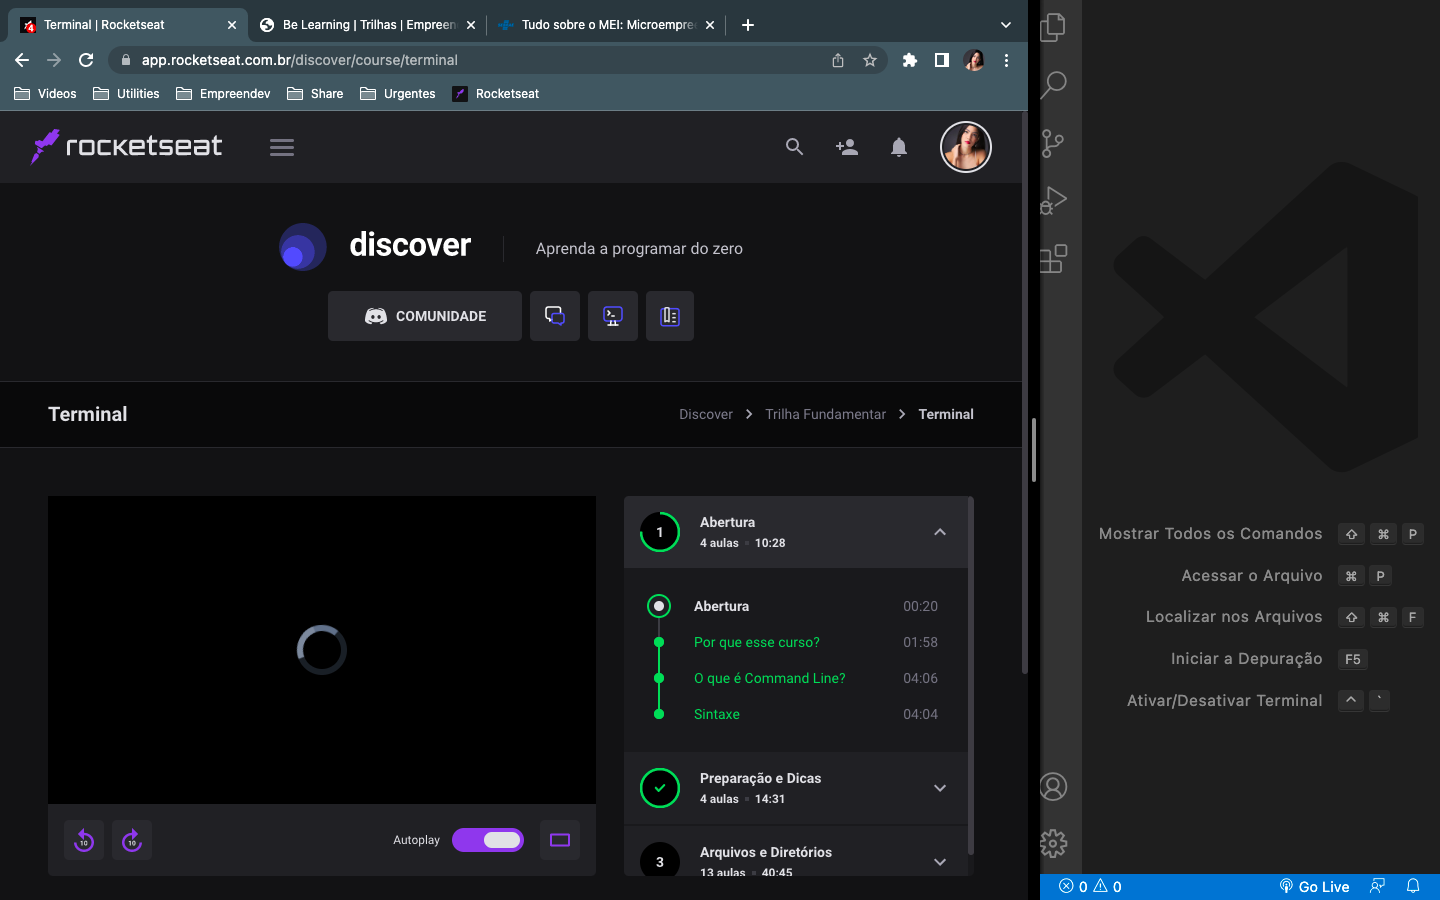 Terminal | Rocketseat
Be Learning | Trilhas | Empreen
Tudo sobre o MEI: Microempre
app.rocketseat.com.br/discover/course/terminal
Videos
Utilities
Empreendev
Share
Urgentes
Rocketseat
rocketseat
discover
Aprenda a programar do zero
COMUNIDADE
Terminal
Discover > Trilha Fundamentar > Terminal
1
Abertura
4 aulas 10:28
Abertura 00:20
Por que esse curso? 01:58
O que é Command Line? 04:06
Sintaxe 04:04
Preparação e Dicas
4 aulas 14:31
3
Arquivos e Diretórios
13 aulas 40:45
10
10
Autoplay
Mostrar Todos os Comandos ⇧ ⌘ P
Acessar o Arquivo ⌘ P
Localizar nos Arquivos ⇧ ⌘ F
Iniciar a Depuração F5
Ativar/Desativar Terminal ^ `
0 0
Go Live